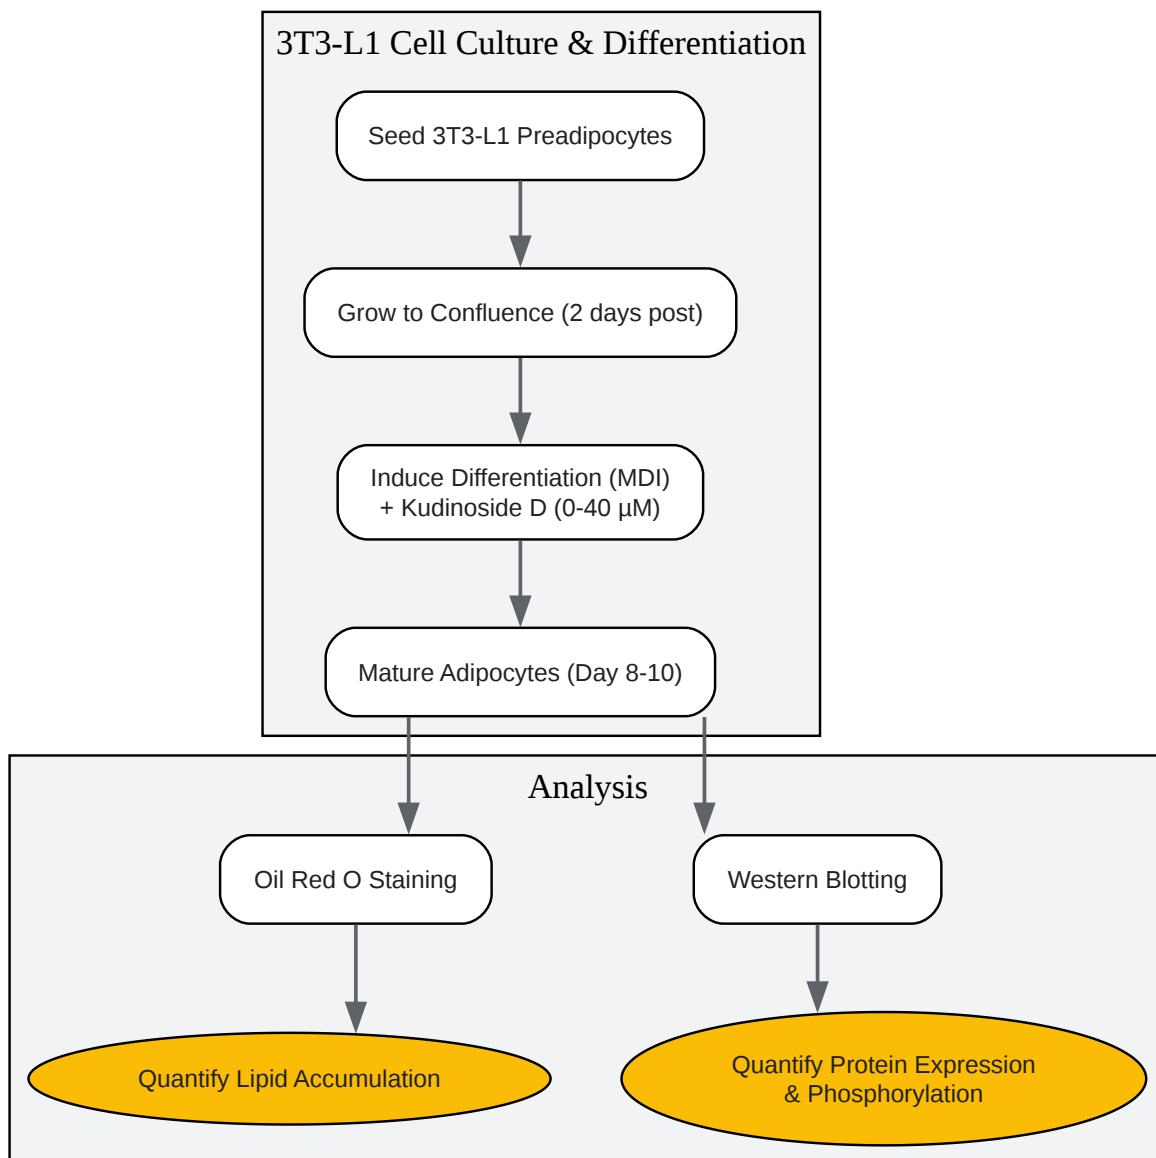 3T3-L1 Cell Culture & Differentiation
Seed 3T3-L1 Preadipocytes
Grow to Confluence (2 days post)
Induce Differentiation (MDI)
+ Kudinoside D (0-40 µM)
Mature Adipocytes (Day 8-10)
Analysis
Oil Red O Staining
Western Blotting
Quantify Lipid Accumulation
Quantify Protein Expression
& Phosphorylation